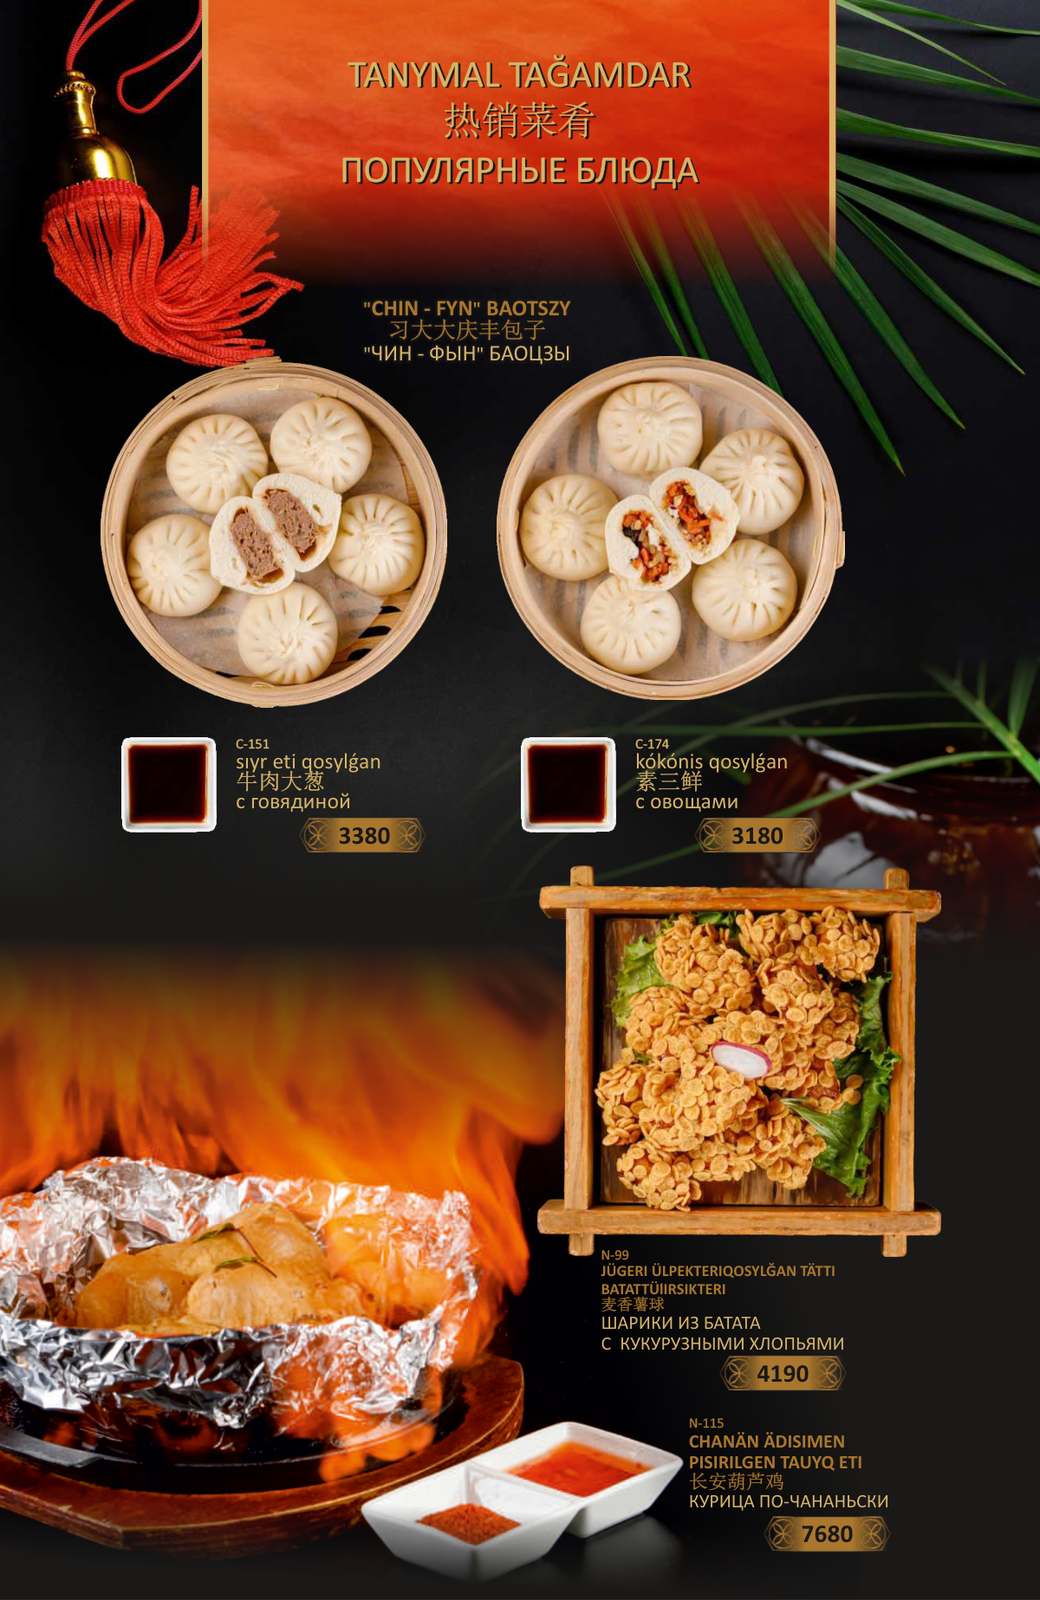 TANYMAL TAĞAMDAR
热销菜肴
ПОПУЛЯРНЫЕ БЛЮДА
"CHIN - FYN" BAOTSZY
习大大庆丰包子
"ЧИН - ФЫН" БАОЦЗЫ
C-151
sıyr eti qosylǵan
牛肉大葱
с говядиной
3380
C-174
kókónis qosylǵan
素三鲜
с овощами
3180
N-99
JÜGERI ÜLPEKTERIQOSYLĞAN TÄTTI
BATATTÜIIRSIKTERI
麦香薯球
ШАРИКИ ИЗ БАТАТА
С КУКУРУЗНЫМИ ХЛОПЬЯМИ
4190
N-115
CHANÄN ÄDISIMEN
PISIRILGEN TAUYQ ETI
长安葫芦鸡
КУРИЦА ПО-ЧАНАНЬСКИ
7680